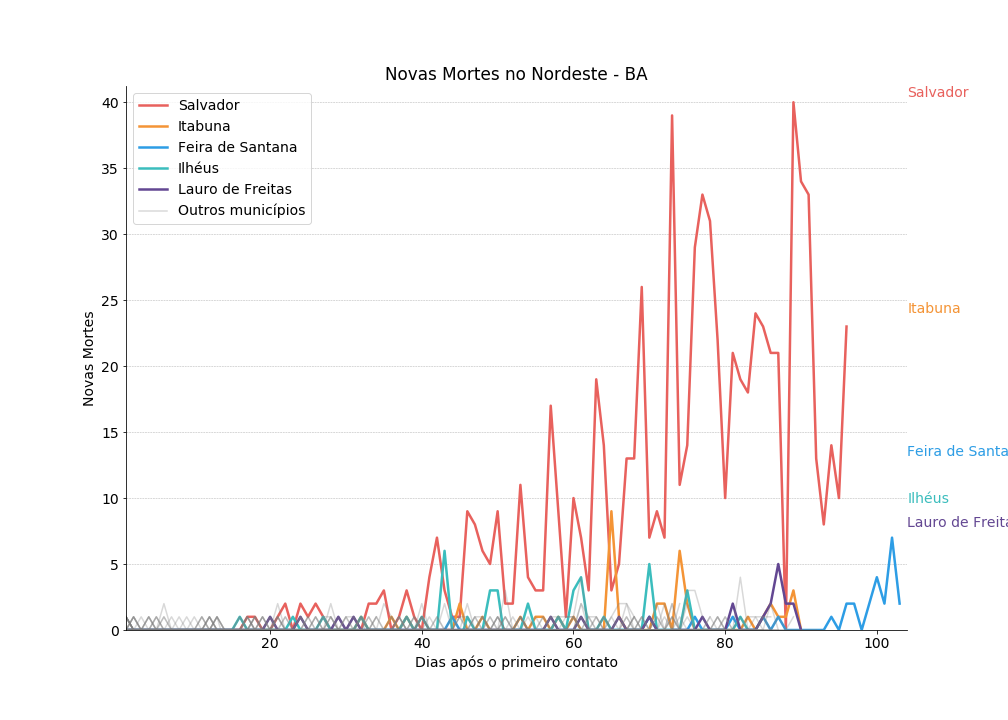 Novas Mortes no Nordeste - BA
Salvador
Itabuna
Feira de Santana
Ilhéus
Lauro de Freitas
Outros municípios
40
35
30
25
20
15
10
5
0
Novas Mortes
20
40
60
80
100
Dias após o primeiro contato
Salvador
Itabuna
Feira de Santa
Ilhéus
Lauro de Freita